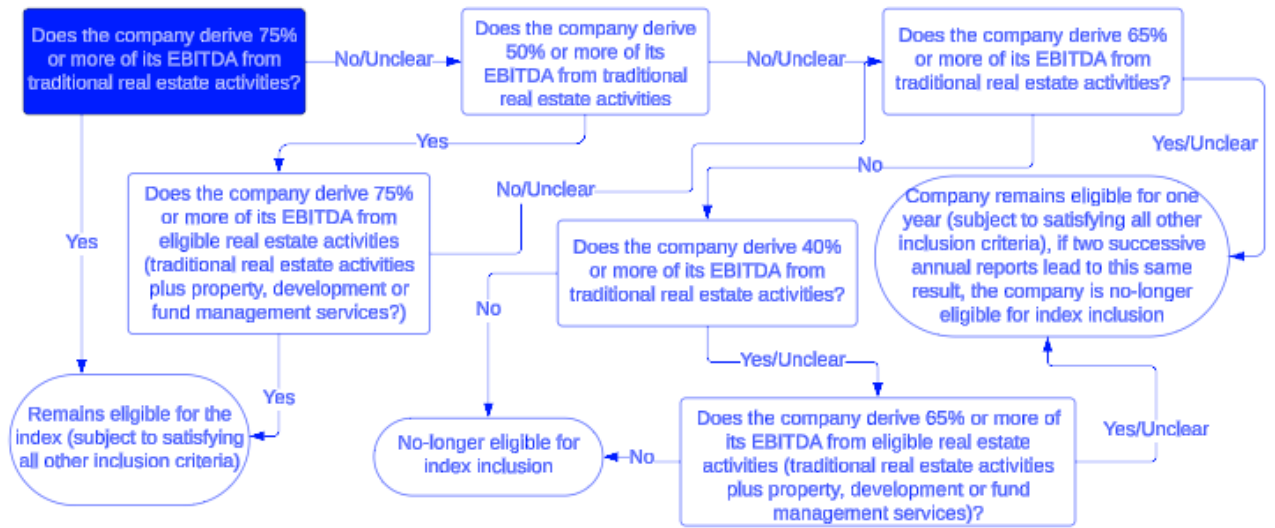 Does the company derive 75%
or more of its EBITDA from
traditional real estate activities?
No/Unclear
Does the company derive
50% or more of its
EBITDA from traditional
real estate activities
No/Unclear
Does the company derive 65%
or more of its EBITDA from
traditional real estate activities?
Yes
Yes/Unclear
No
No/Unclear
Does the company derive 75%
or more of its EBITDA from
eligible real estate activities
(traditional real estate activities
plus property, development or
fund management services?)
Yes
Does the company derive 40%
or more of its EBITDA from
traditional real estate activities?
Company remains eligible for one
year (subject to satisfying all other
inclusion criteria), if two successive
annual reports lead to this same
result, the company is no-longer
eligible for index inclusion
No
Yes/Unclear
Yes
Remains eligible for the
index (subject to satisfying
all other inclusion criteria)
No-longer eligible for
index inclusion
No
Does the company derive 65% or more of
its EBITDA from eligible real estate
activities (traditional real estate activities
plus property, development or fund
management services)?
Yes/Unclear